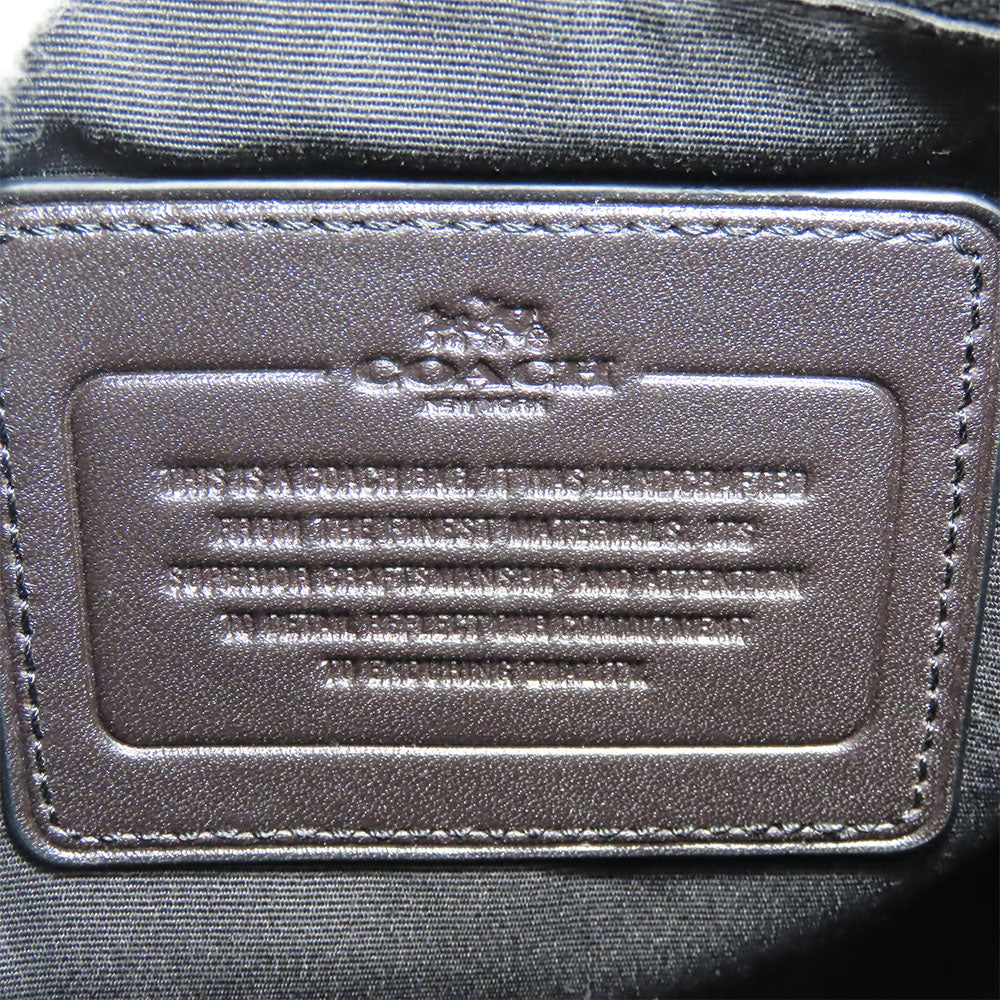 COACH
NEW YORK
THIS IS A COACH BAG. IT WAS HANDCRAFTED
FROM THE FINEST MATERIALS. ITS
SUPERIOR CRAFTSMANSHIP AND ATTENTION
TO DETAIL REFLECT OUR COMMITMENT
TO ENDURING QUALITY.